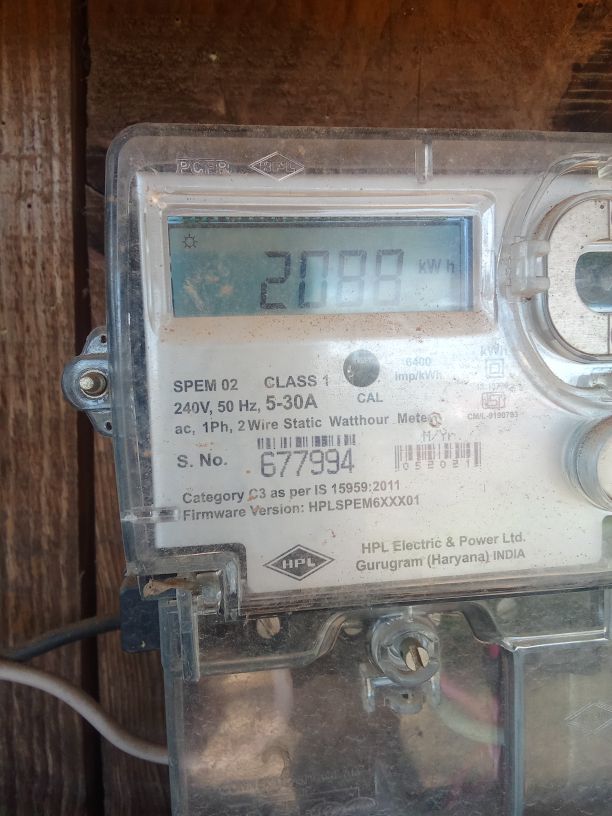 HPL
2088 kWh
6400
imp/kWh
kWh
SPEM 02 CLASS 1
CAL
240V, 50 Hz, 5-30A
ac, 1Ph, 2 Wire Static Watthour Meter
M/Yr
S. No. 677994
052021
Category C3 as per IS 15959:2011
Firmware Version: HPLSPEM6XXX01
HPL
HPL Electric & Power Ltd.
Gurugram (Haryana) INDIA